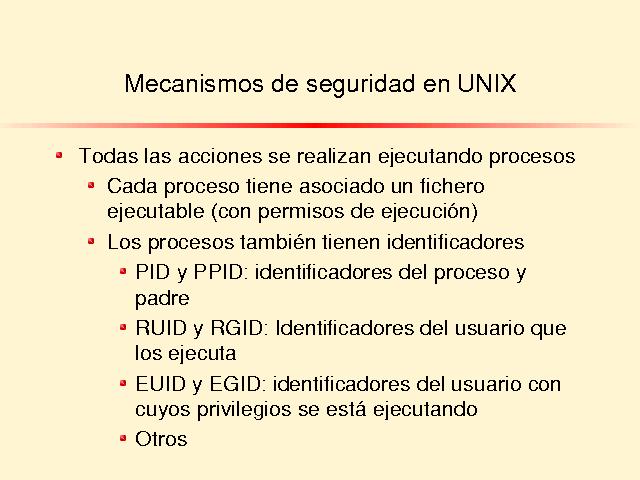 Mecanismos de seguridad en UNIX
Todas las acciones se realizan ejecutando procesos
Cada proceso tiene asociado un fichero
ejecutable (con permisos de ejecución)
Los procesos también tienen identificadores
PID y PPID: identificadores del proceso y
padre
RUID y RGID: Identificadores del usuario que
los ejecuta
EUID y EGID: identificadores del usuario con
cuyos privilegios se está ejecutando
Otros